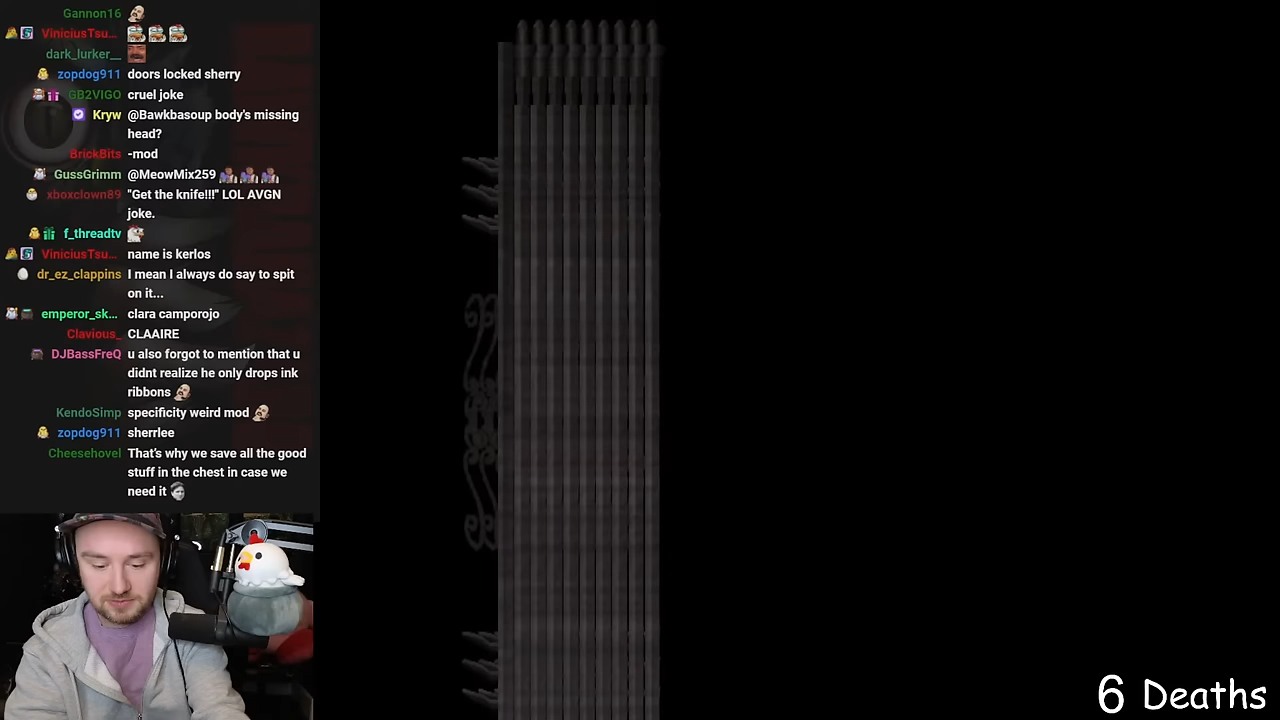 Gannon16
ViniciusTsu...
dark_lurker__
zopdog911 doors locked sherry
GB2VIGO cruel joke
Kryw @Bawkbasoup body's missing
head?
BrickBits -mod
GussGrimm @MeowMix259
xboxclown89 "Get the knife!!!" LOL AVGN
joke.
f_threadtv
ViniciusTsu... name is kerlos
dr_ez_clappins I mean I always do say to spit
on it...
emperor_sk... clara camporojo
Clavious_ CLAAIRE
DJBassFreQ u also forgot to mention that u
didnt realize he only drops ink
ribbons
KendoSimp specificity weird mod
zopdog911 sherrlee
Cheesehovel That's why we save all the good
stuff in the chest in case we
need it
6 Deaths